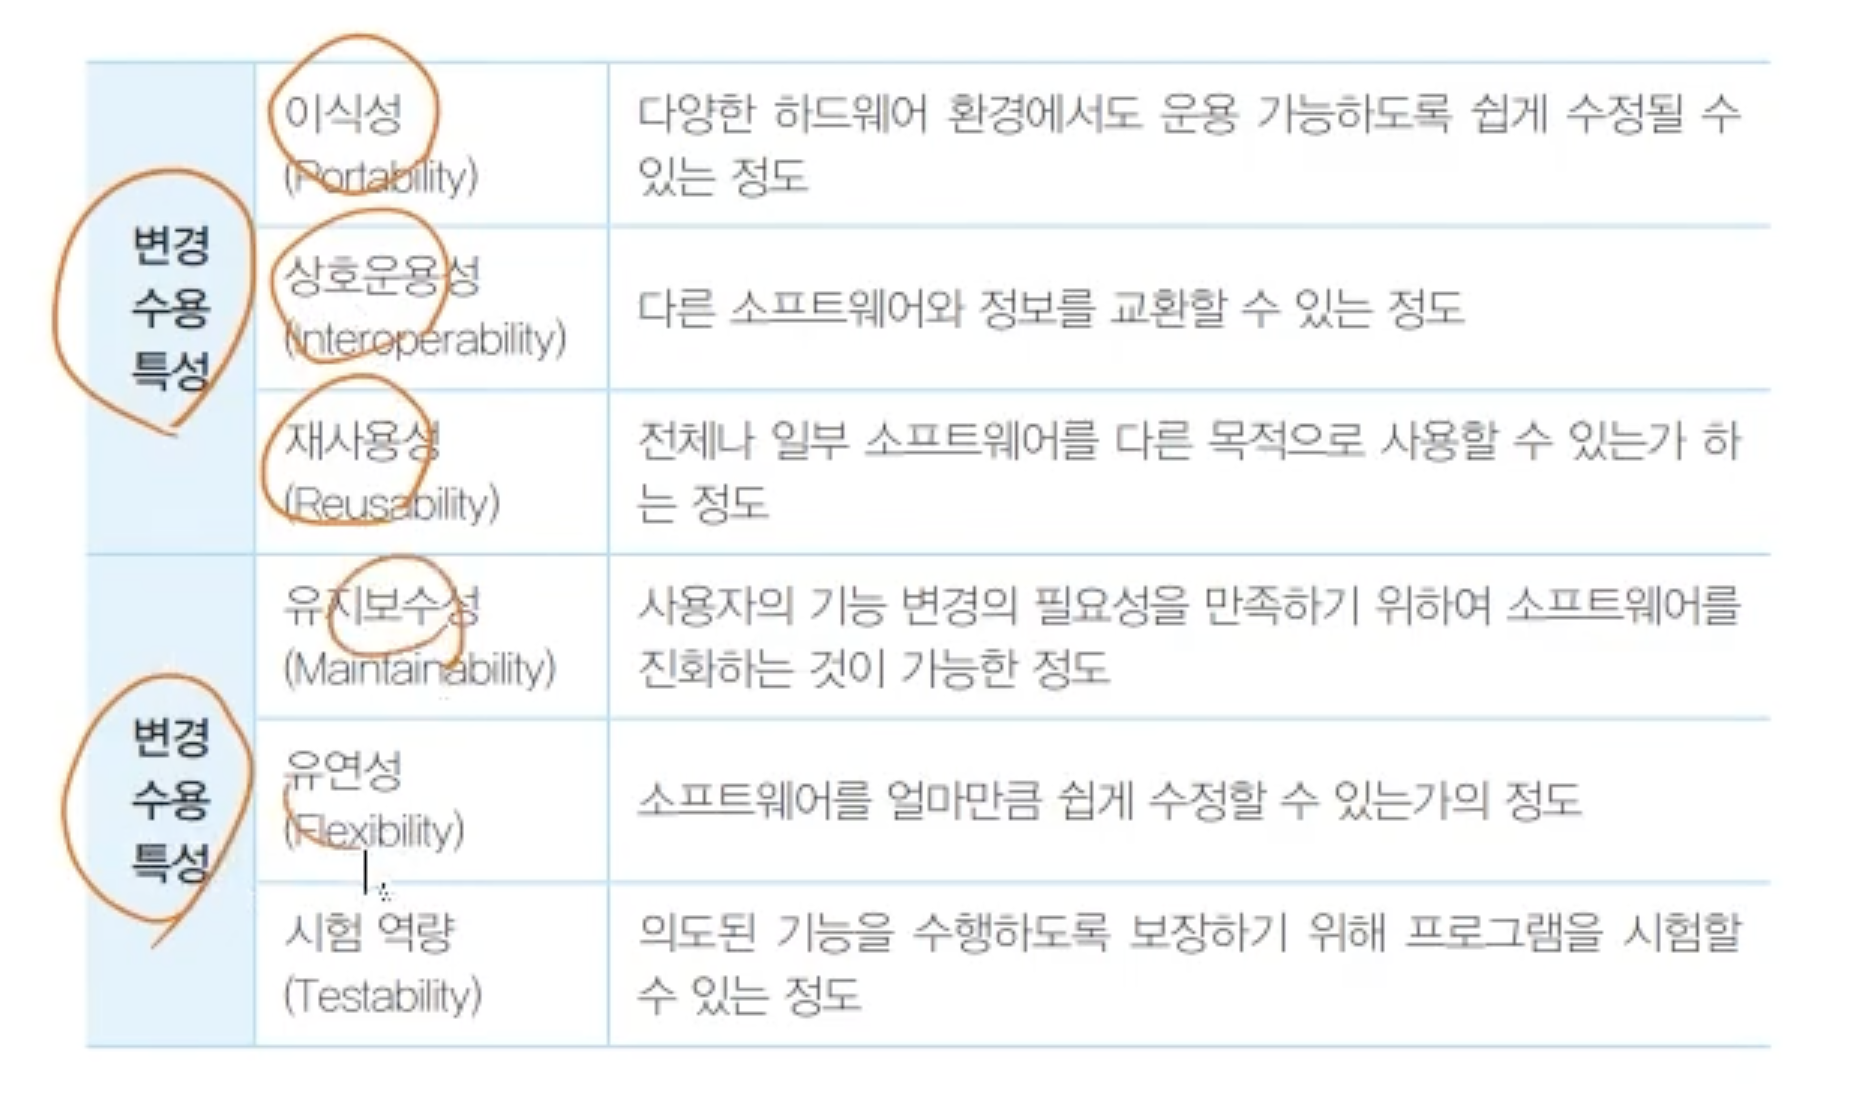 변경
수용
특성
이식성
(Portability)
다양한 하드웨어 환경에서도 운용 가능하도록 쉽게 수정될 수
있는 정도
상호운용성
(Interoperability)
다른 소프트웨어와 정보를 교환할 수 있는 정도
재사용성
(Reusability)
전체나 일부 소프트웨어를 다른 목적으로 사용할 수 있는가 하
는 정도
변경
수용
특성
유지보수성
(Maintainability)
사용자의 기능 변경의 필요성을 만족하기 위하여 소프트웨어를
진화하는 것이 가능한 정도
유연성
(Flexibility)
소프트웨어를 얼마만큼 쉽게 수정할 수 있는가의 정도
시험 역량
(Testability)
의도된 기능을 수행하도록 보장하기 위해 프로그램을 시험할
수 있는 정도